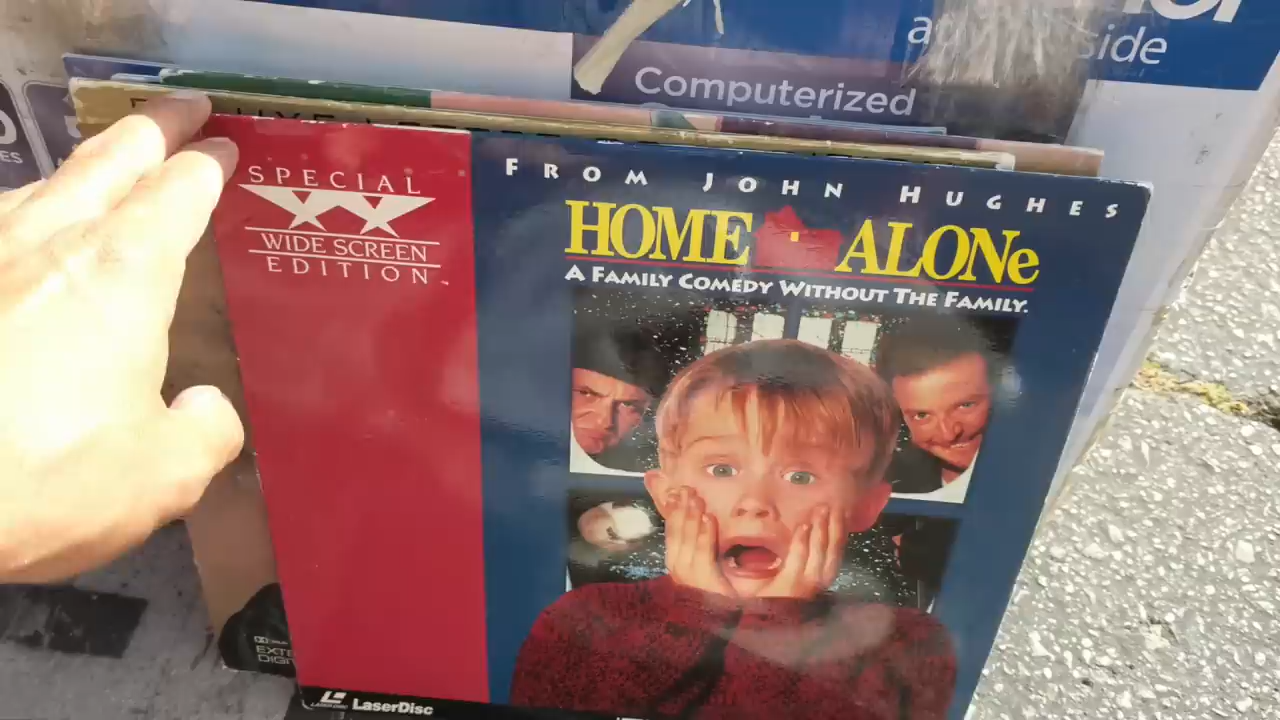 side
Computerized
SPECIAL
WIDE SCREEN
EDITION
FROM JOHN HUGHES
HOME ALONe
A FAMILY COMEDY WITHOUT THE FAMILY.
LaserDisc